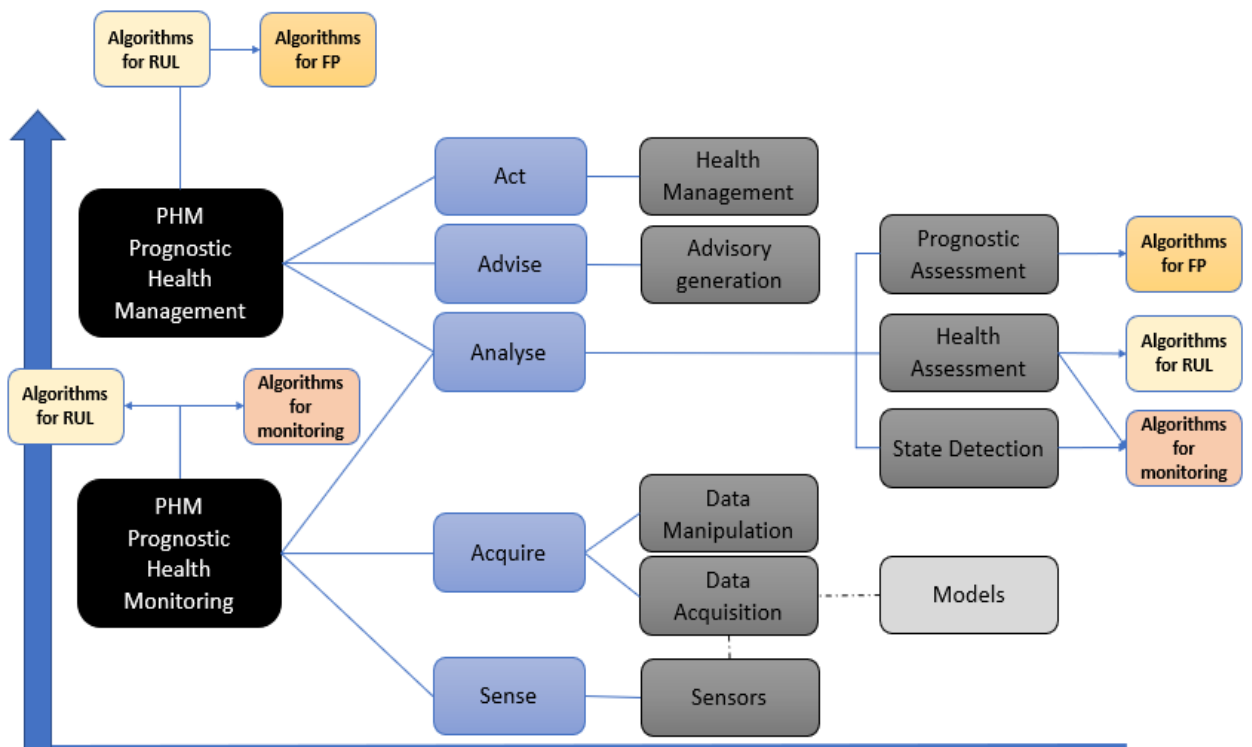 Algorithms
for RUL
Algorithms
for FP
PHM
Prognostic
Health
Management
Act
Health
Management
Advise
Advisory
generation
Analyse
Prognostic
Assessment
Algorithms
for FP
Health
Assessment
Algorithms
for RUL
State Detection
Algorithms
for
monitoring
Algorithms
for RUL
Algorithms
for
monitoring
PHM
Prognostic
Health
Monitoring
Acquire
Data
Manipulation
Data
Acquisition
Models
Sense
Sensors